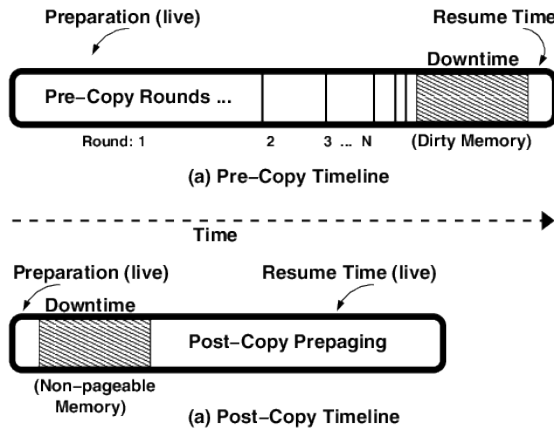 Preparation (live)
Resume Time
Downtime
Pre-Copy Rounds ...
Round: 1 2 3 ... N
(Dirty Memory)
(a) Pre-Copy Timeline
Time
Preparation (live)
Resume Time (live)
Downtime
Post-Copy Prepaging
(Non-pageable
Memory)
(a) Post-Copy Timeline